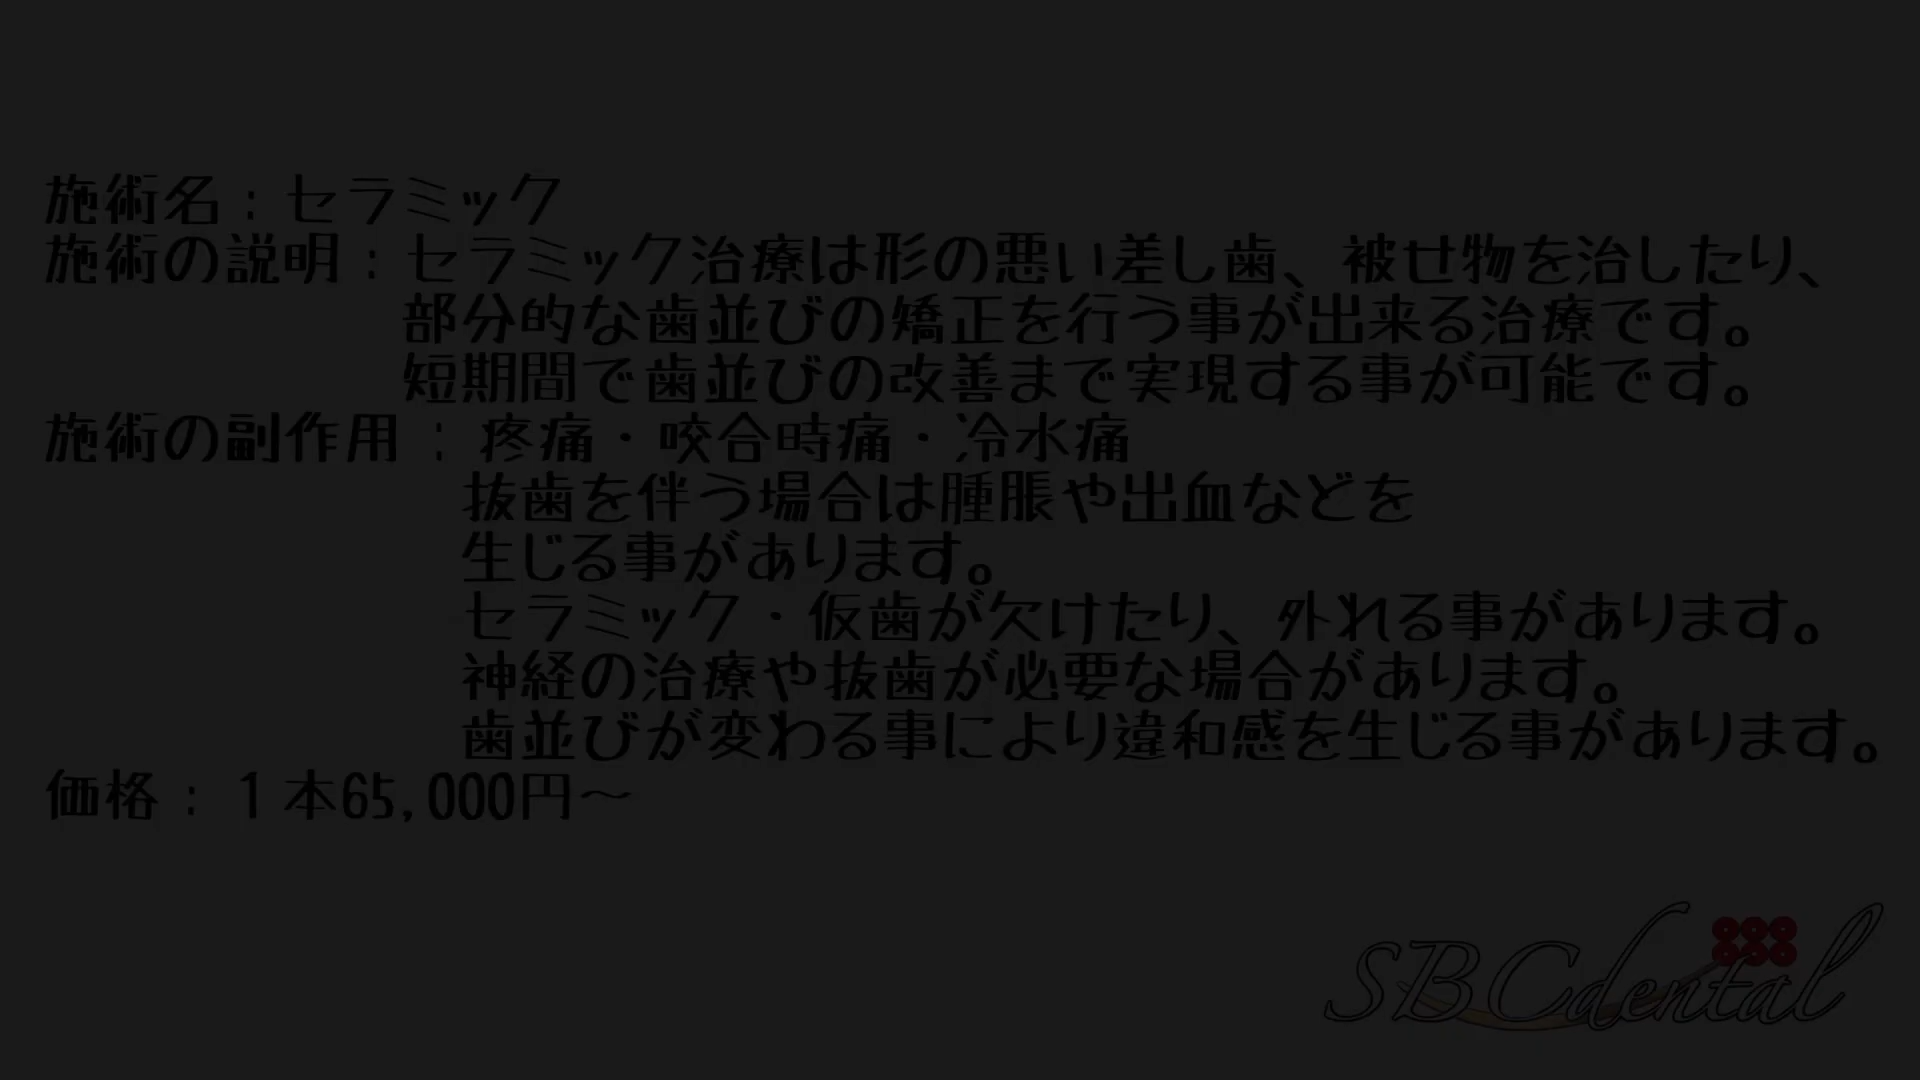 施術名：セラミック
施術の説明：セラミック治療は形の悪い差し歯、被せ物を治したり、
部分的な歯並びの矯正を行う事が出来る治療です。
短期間で歯並びの改善まで実現する事が可能です。
施術の副作用：疼痛・咬合時痛・冷水痛
抜歯を伴う場合は腫脹や出血などを
生じる事があります。
セラミック・仮歯が欠けたり、外れる事があります。
神経の治療や抜歯が必要な場合があります。
歯並びが変わる事により違和感を生じる事があります。
価格：１本65,000円～
SBCdental